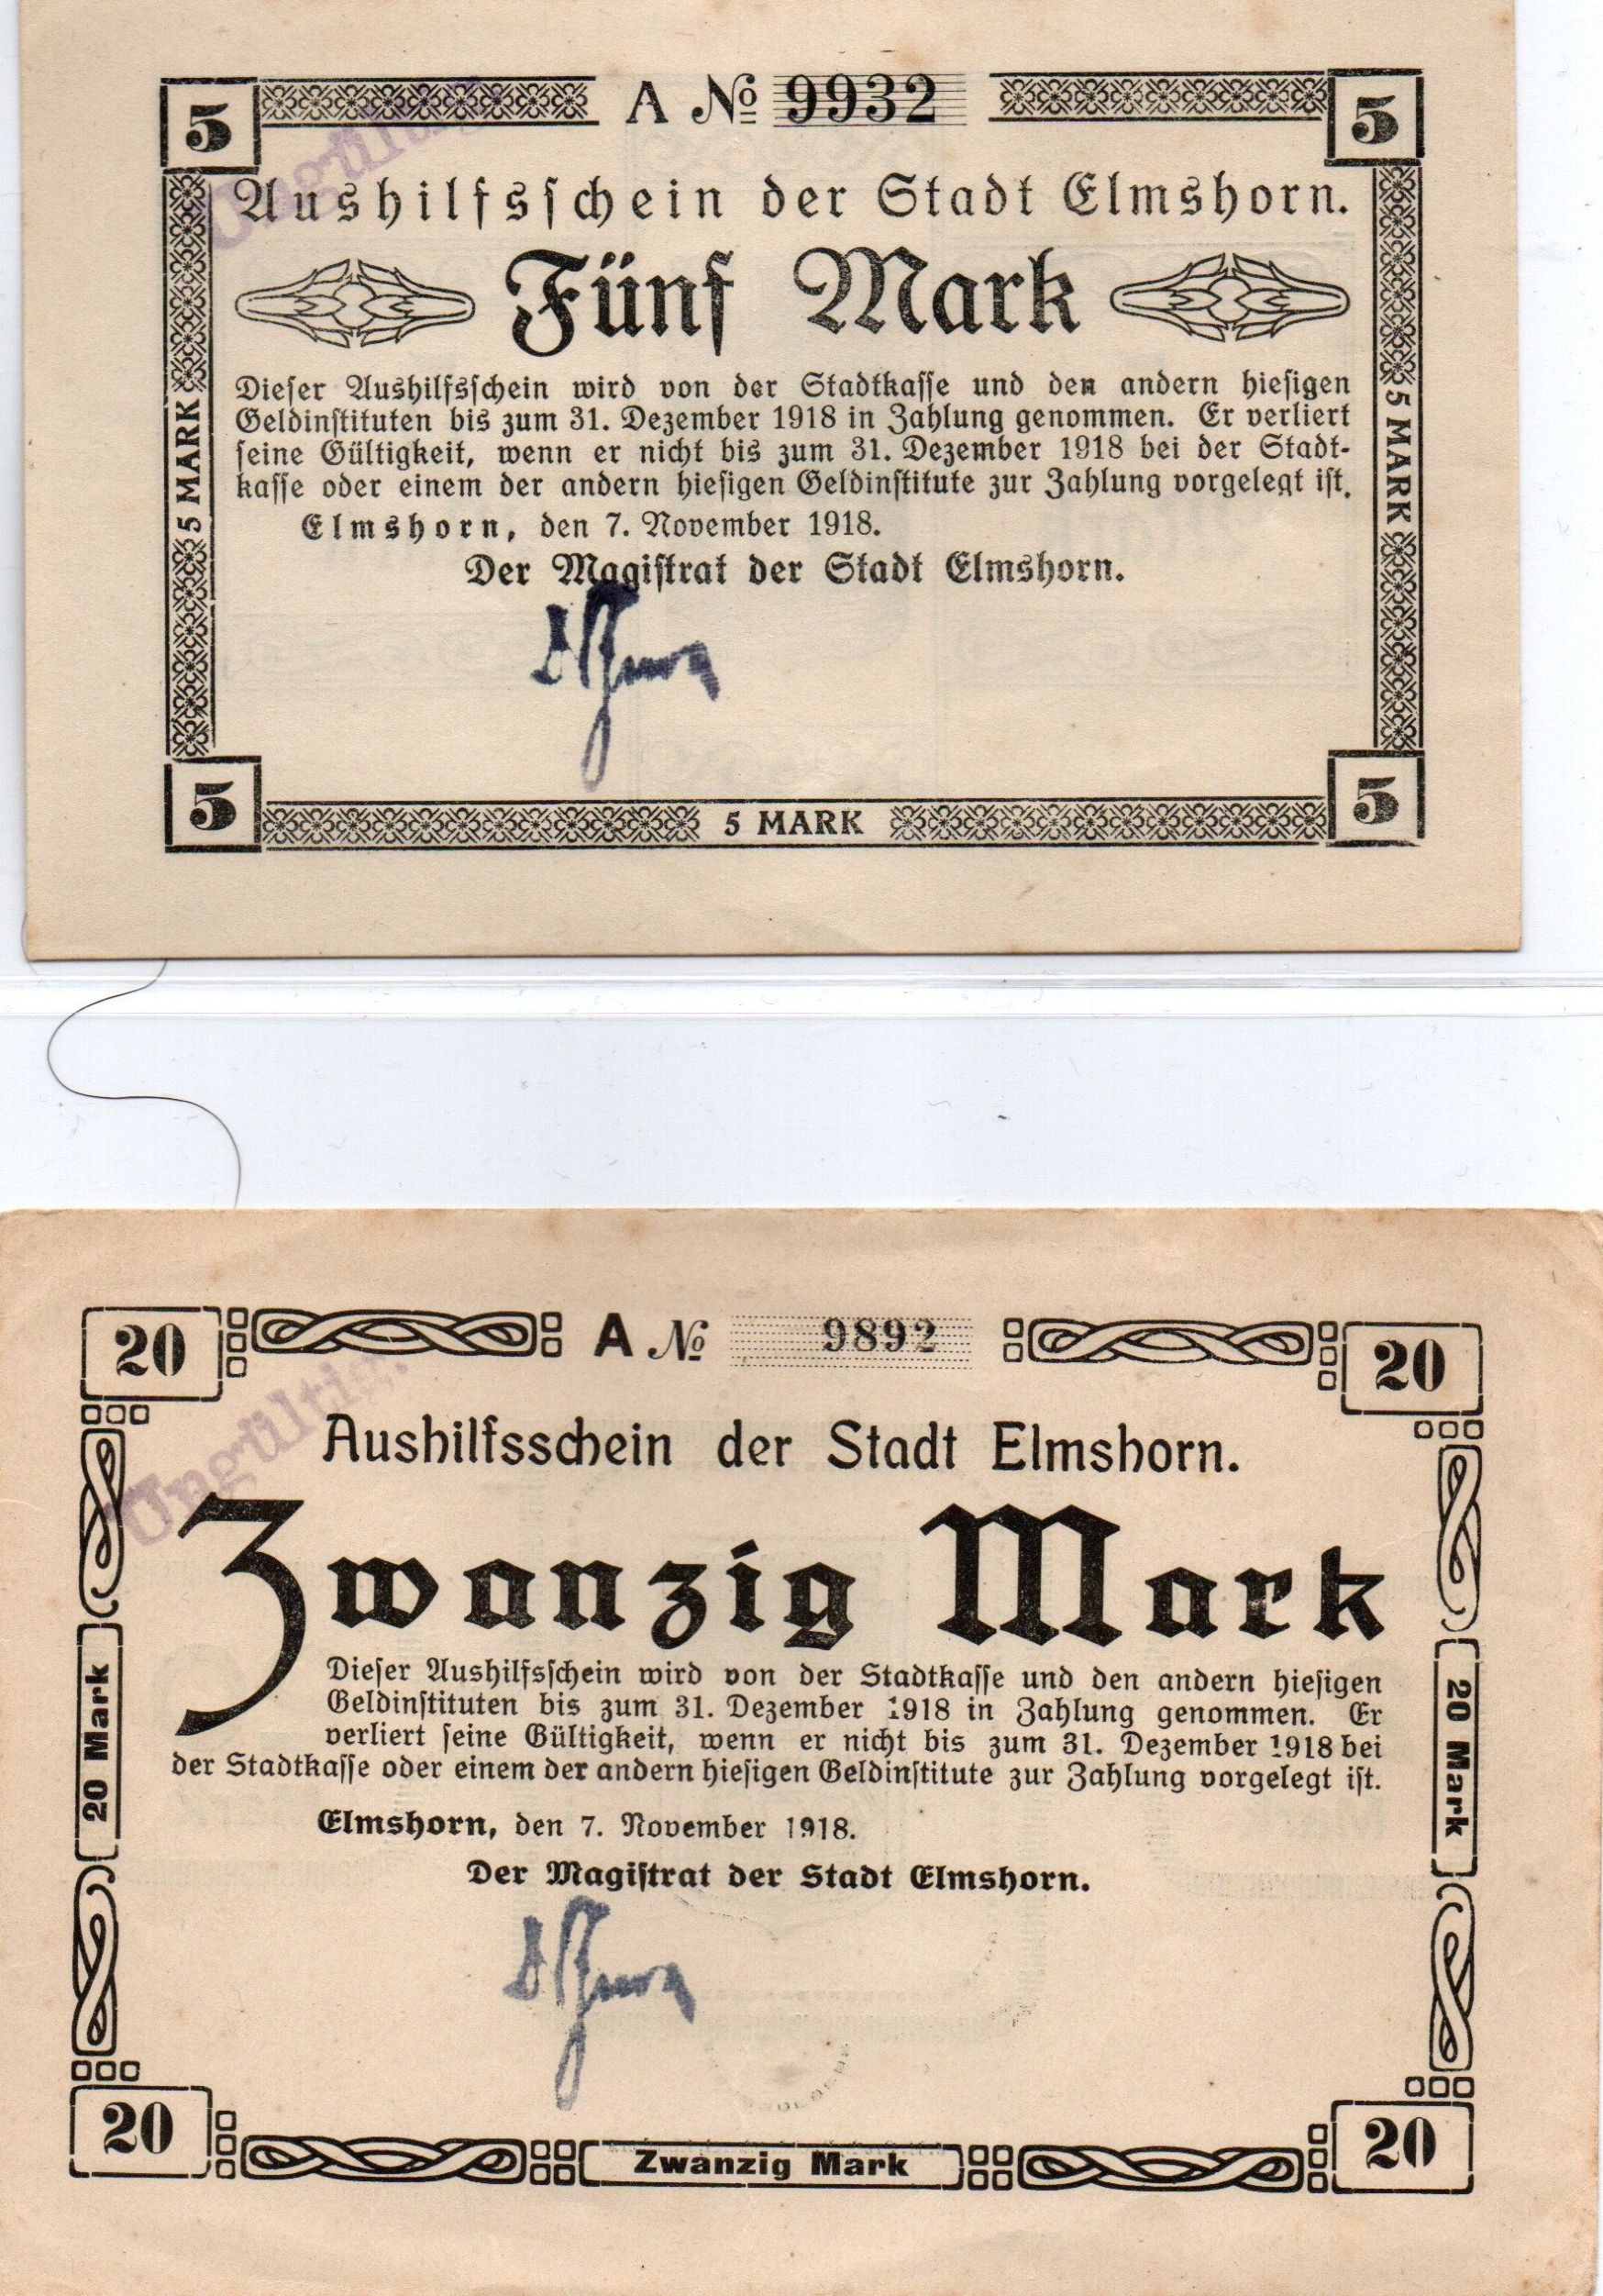 5 A № 9932 5
Ungültig
Aushilfsschein der Stadt Elmshorn.
Fünf Mark
Dieser Aushilfsschein wird von der Stadtkasse und den andern hiesigen
Geldinstituten bis zum 31. Dezember 1918 in Zahlung genommen. Er verliert
seine Gültigkeit, wenn er nicht bis zum 31. Dezember 1918 bei der Stadt-
kasse oder einem der andern hiesigen Geldinstitute zur Zahlung vorgelegt ist.
Elmshorn, den 7. November 1918.
Der Magistrat der Stadt Elmshorn.
5 MARK
5 MARK
5 5 MARK 5
20 A № 9892 20
Ungültig.
Aushilfsschein der Stadt Elmshorn.
Zwanzig Mark
Dieser Aushilfsschein wird von der Stadtkasse und den andern hiesigen
Geldinstituten bis zum 31. Dezember 1918 in Zahlung genommen. Er
verliert seine Gültigkeit, wenn er nicht bis zum 31. Dezember 1918 bei
der Stadtkasse oder einem der andern hiesigen Geldinstitute zur Zahlung vorgelegt ist.
Elmshorn, den 7. November 1918.
Der Magistrat der Stadt Elmshorn.
20 Mark
20 Mark
20 Zwanzig Mark 20